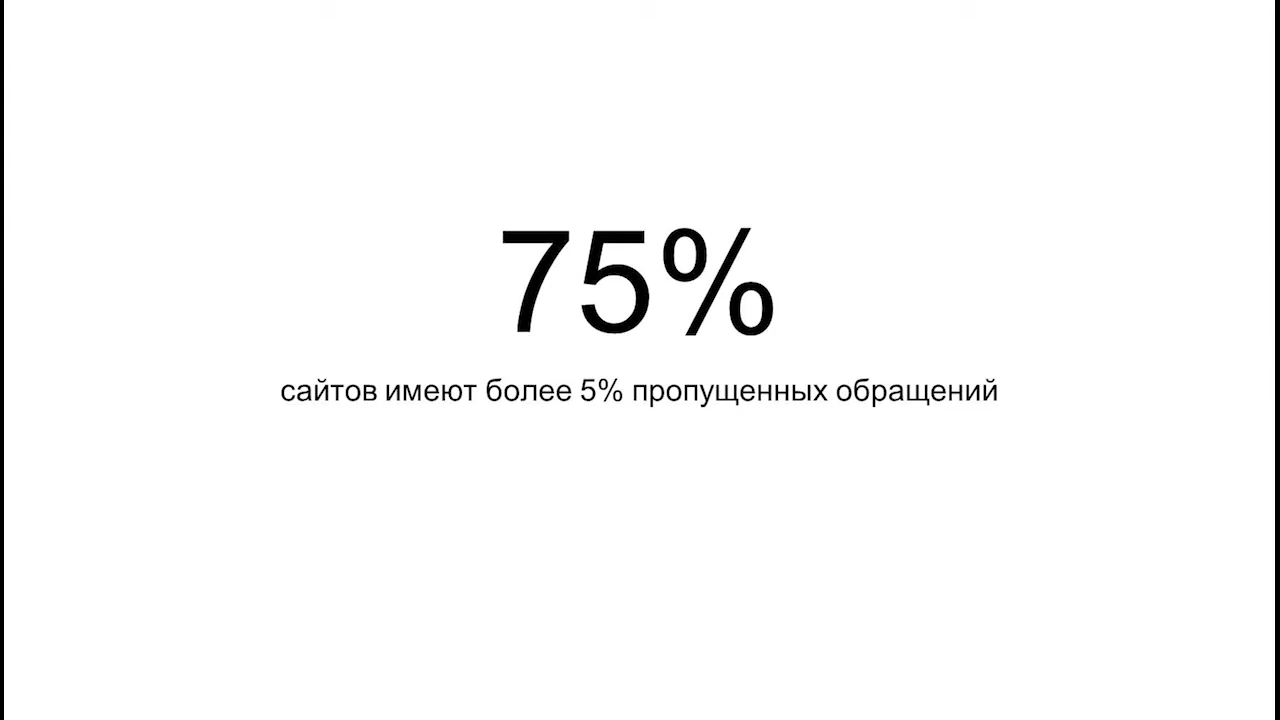 75%
сайтов имеют более 5% пропущенных обращений